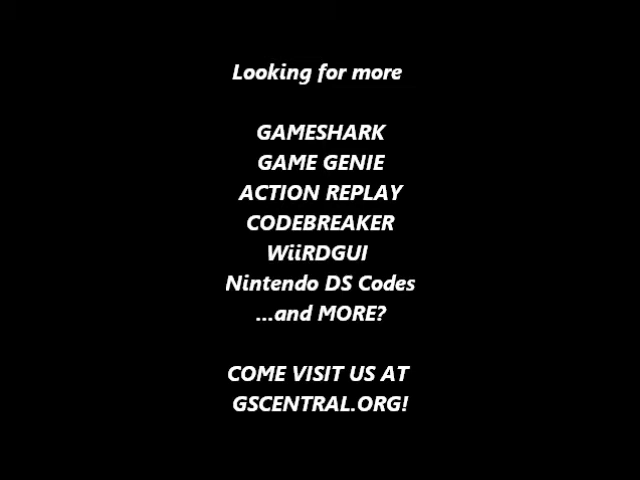 Looking for more
GAMESHARK
GAME GENIE
ACTION REPLAY
CODEBREAKER
WiiRDGUI
Nintendo DS Codes
...and MORE?
COME VISIT US AT
GSCENTRAL.ORG!